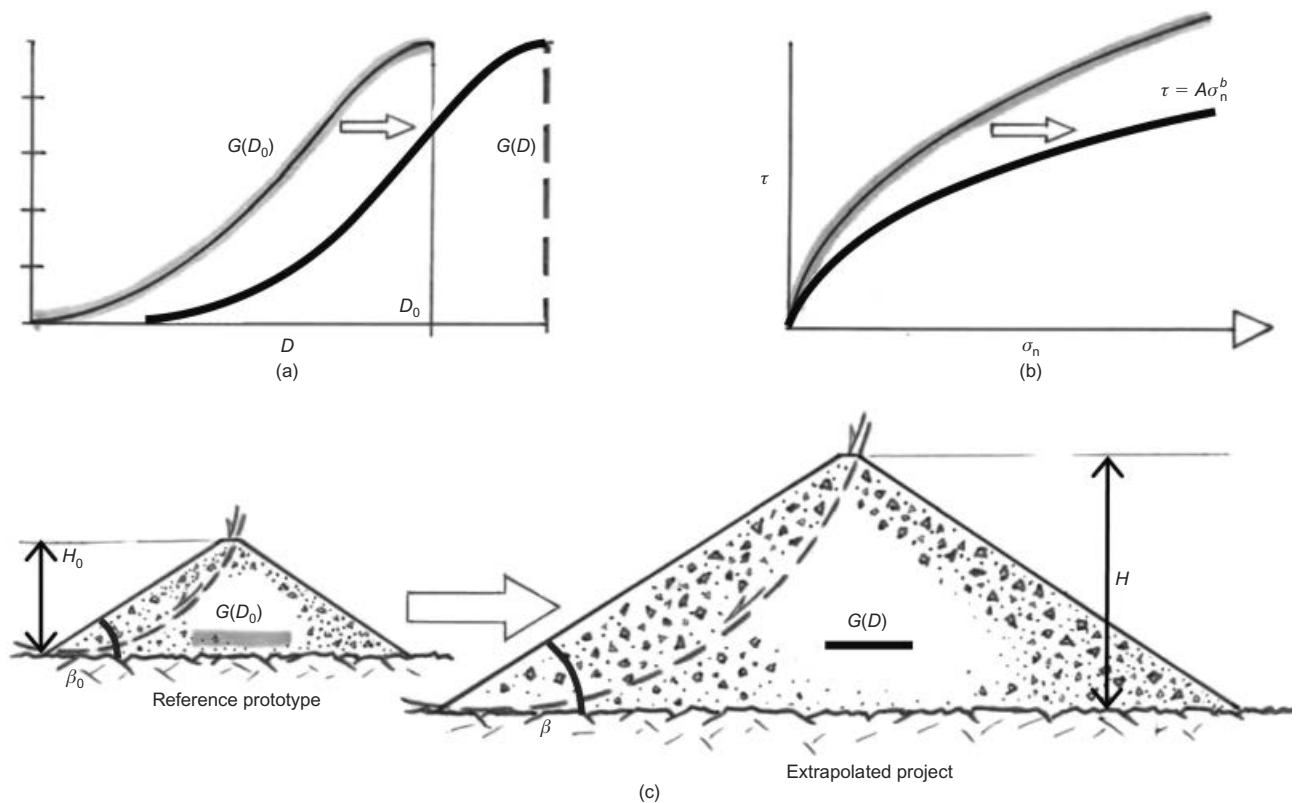 G(D₀)
G(D)
D₀
D
(a)
τ = Aσₙᵇ
τ
σₙ
(b)
H₀
G(D₀)
β₀
Reference prototype
G(D)
H
β
Extrapolated project
(c)